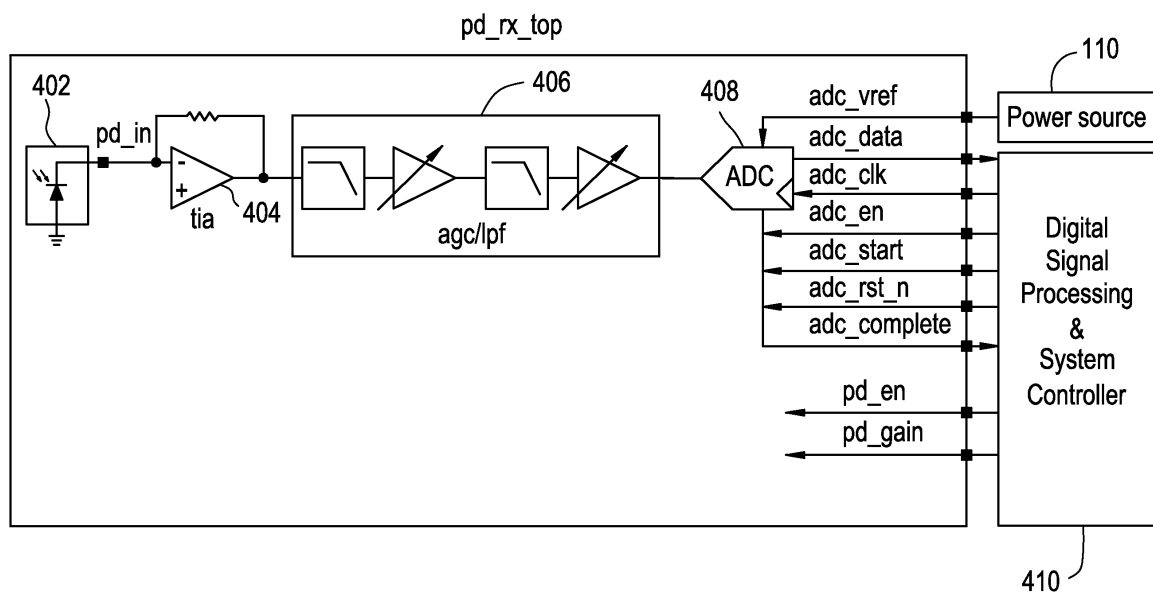 pd_rx_top
110
402
406
408
adc_vref
Power source
pd_in
adc_data
-
+
ADC
adc_clk
404
tia
agc/lpf
adc_en
adc_start
adc_rst_n
adc_complete
Digital
Signal
Processing
&
System
Controller
pd_en
pd_gain
410